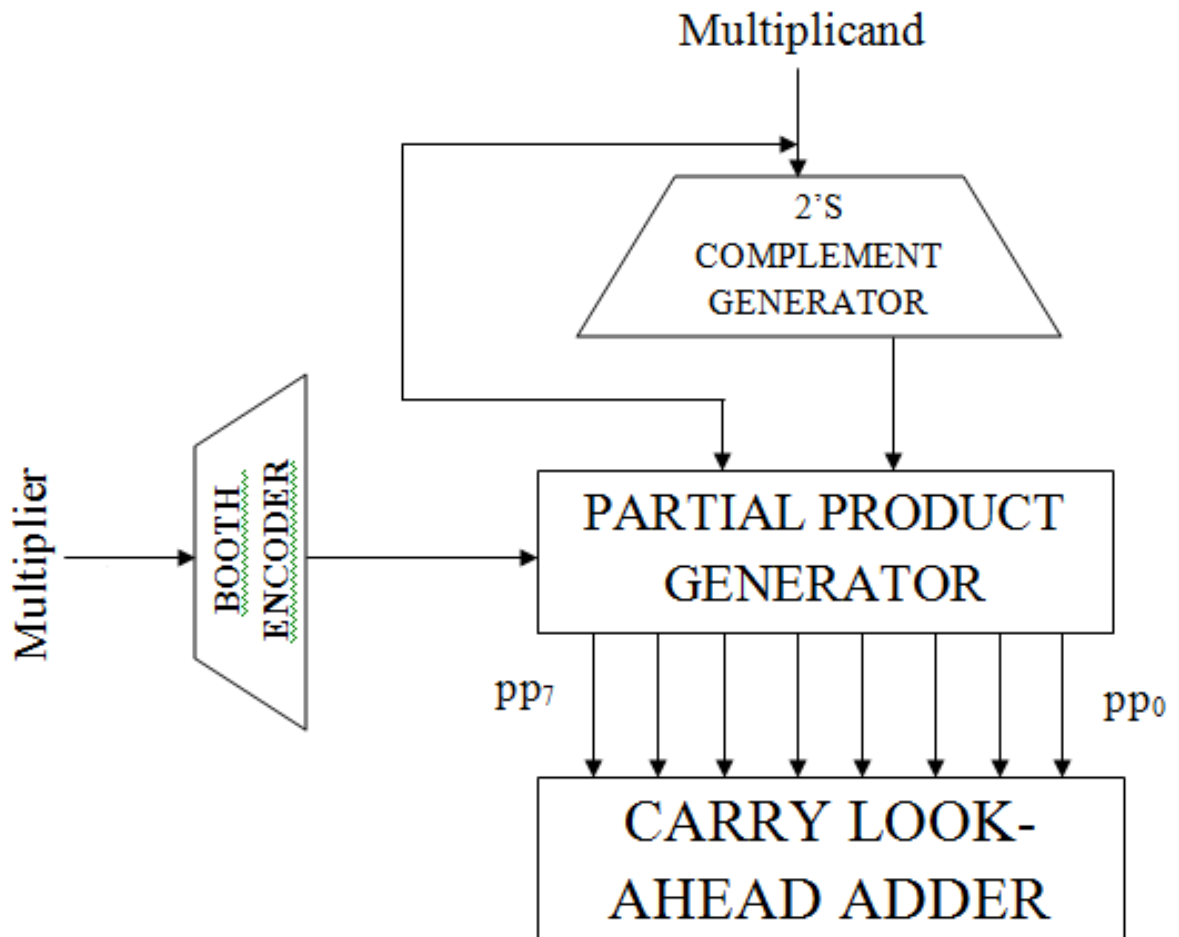 Multiplicand
2’S
COMPLEMENT
GENERATOR
Multiplier
BOOTH
ENCODER
PARTIAL PRODUCT
GENERATOR
pp₇
pp₀
CARRY LOOK-
AHEAD ADDER